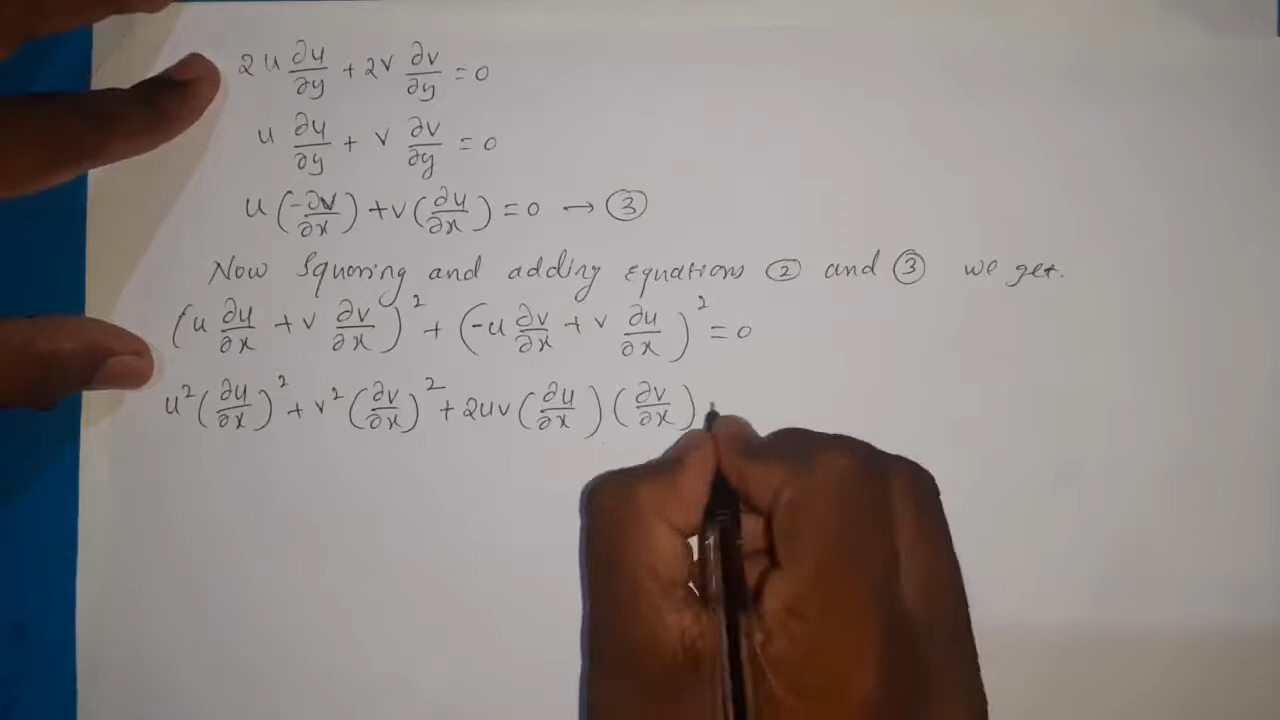 2u ∂u/∂y + 2v ∂v/∂y = 0
u ∂u/∂y + v ∂v/∂y = 0
u (-∂v/∂x) + v (∂u/∂x) = 0 → ③
Now Squaring and adding equations ② and ③ we get.
(u ∂u/∂x + v ∂v/∂x)² + (-u ∂v/∂x + v ∂u/∂x)² = 0
u² (∂u/∂x)² + v² (∂v/∂x)² + 2uv (∂u/∂x) (∂v/∂x)